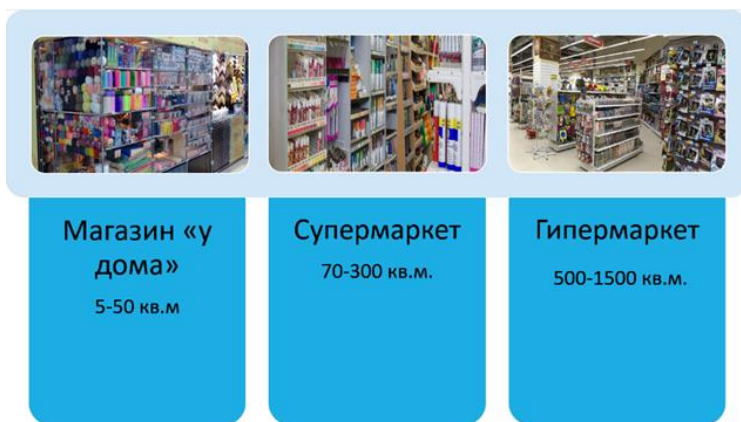 Магазин «у
дома»
5-50 кв.м
Супермаркет
70-300 кв.м.
Гипермаркет
500-1500 кв.м.